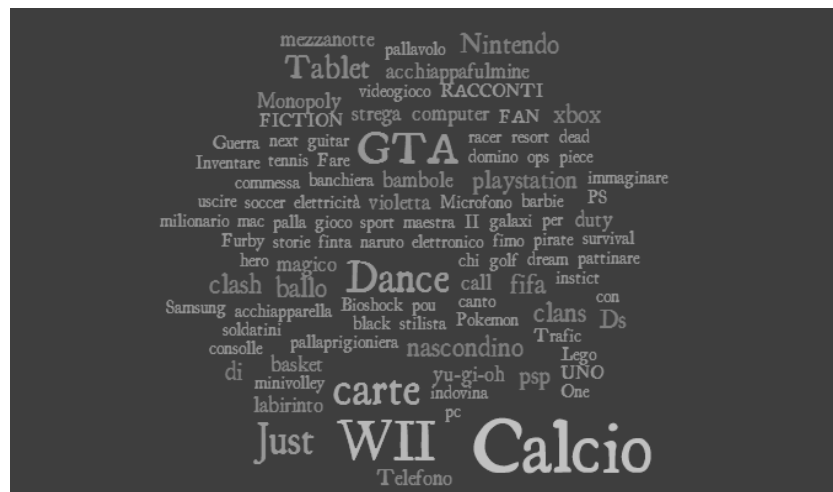 mezzanotte pallavolo Nintendo
Tablet acchiappafulmine
videogioco RACCONTI
Monopoly
FICTION strega computer FAN xbox
Guerra next guitar GTA racer resort dead
Inventare tennis Fare domino ops piece
commessa banchiera bambole playstation immaginare
uscire soccer elettricità violetta Microfono barbie PS
milionario mac palla gioco sport maestra II galaxi per duty
Furby storie finta naruto elettronico fimo pirate survival
hero magico Dance chi golf dream pattinare
clash ballo call fifa instict
Samsung acchiapparella Bioshock pou canto clans con
soldatini black stilista Pokemon Ds
consolle pallaprigioniera nascondino Trafic
Lego
di basket yu-gi-oh psp UNO
minivolley carte indovina One
labirinto pc
Just WII Calcio
Telefono